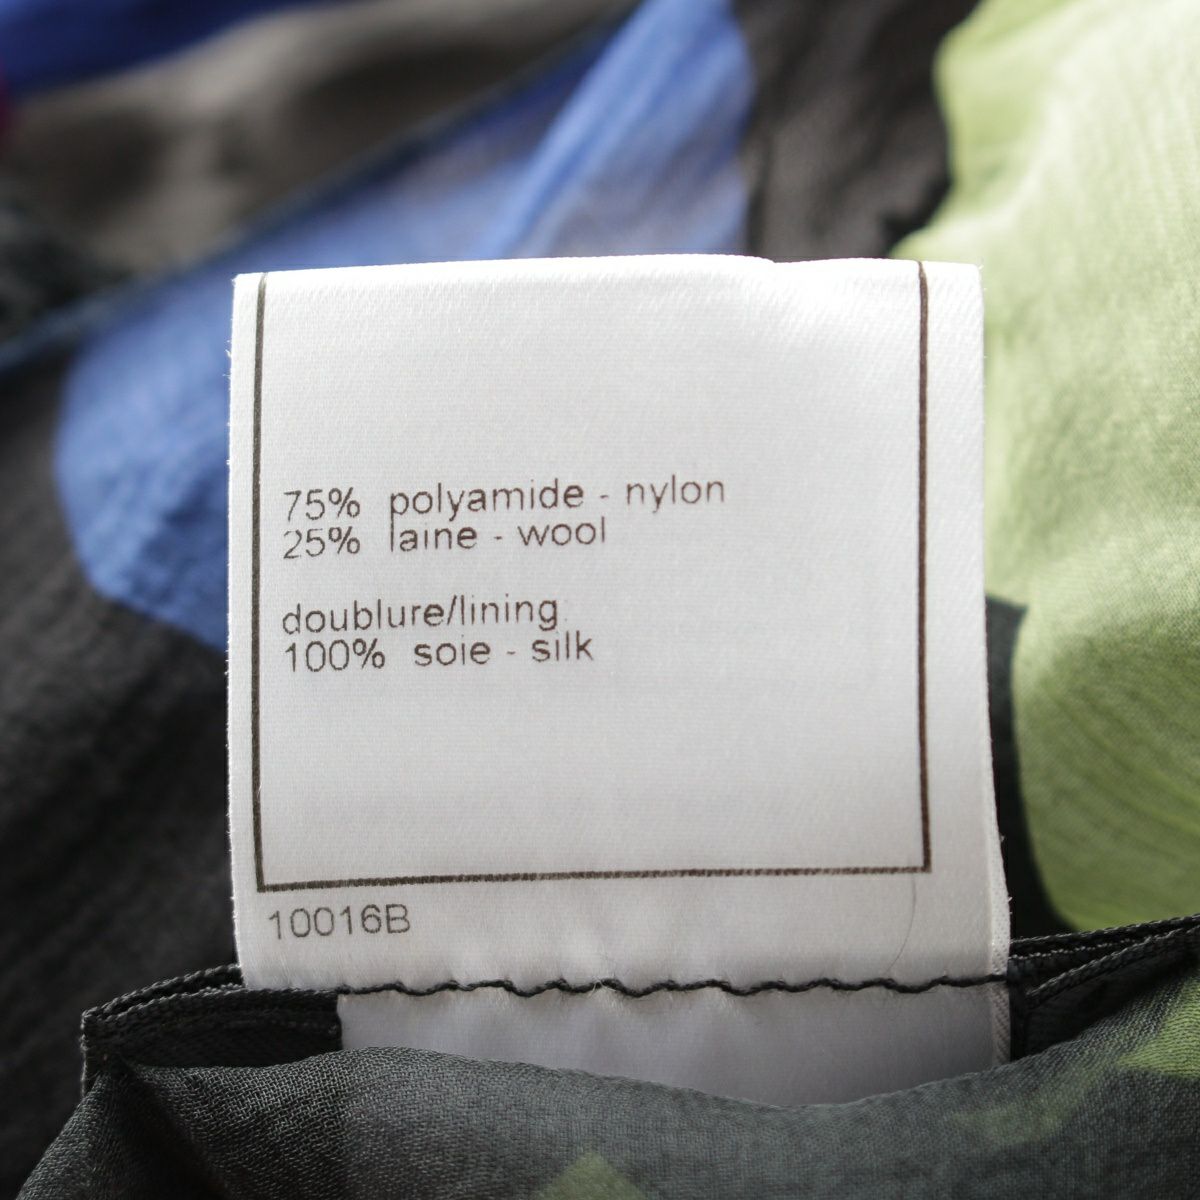 75% polyamide - nylon
25% laine - wool
doublure/lining
100% soie - silk
10016B